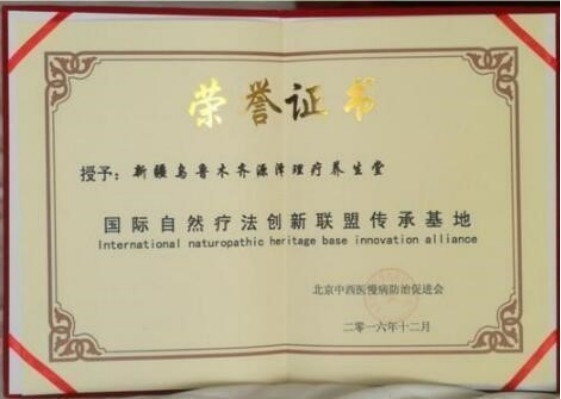 荣誉证书
授予：新疆乌鲁木齐源泽理疗养生堂
国际自然疗法创新联盟传承基地
International naturopathic heritage base innovation alliance
北京中西医慢病防治促进会
二零一六年十二月